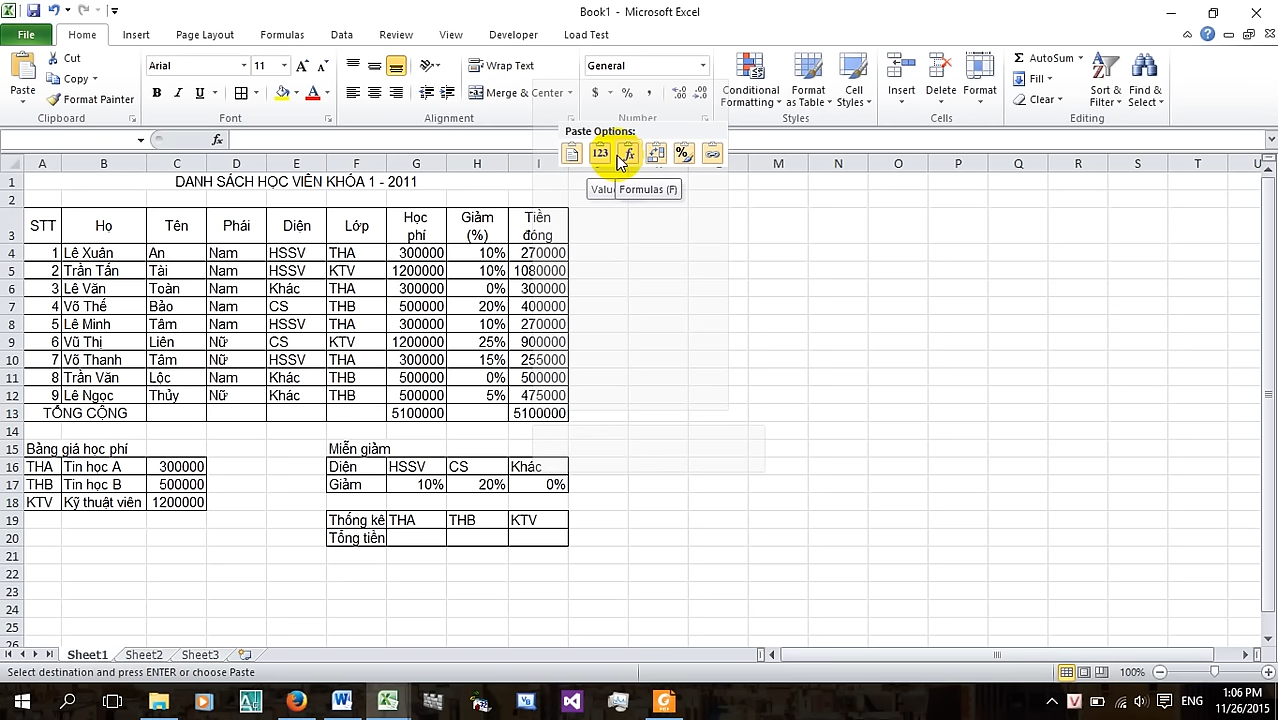 Book1 - Microsoft Excel
File Home Insert Page Layout Formulas Data Review View Developer Load Test
Paste
Cut
Copy
Format Painter
Clipboard
Arial 11
B I U
Font
Wrap Text
Merge & Center
Alignment
General
$ % ,
Number
Conditional Formatting
Format as Table
Cell Styles
Styles
Insert
Delete
Format
Cells
AutoSum
Fill
Clear
Sort & Filter
Find & Select
Editing
Paste Options:
123
Formulas (F)
A B C D E F G H I M N O P Q R S T U
1 DANH SÁCH HỌC VIÊN KHÓA 1 - 2011
2
3 STT Họ Tên Phái Diện Lớp Học phí Giảm (%) Tiền đóng
4 1 Lê Xuân An Nam HSSV THA 300000 10% 270000
5 2 Trần Tấn Tài Nam HSSV KTV 1200000 10% 1080000
6 3 Lê Văn Toàn Nam Khác THA 300000 0% 300000
7 4 Võ Thế Bảo Nam CS THB 500000 20% 400000
8 5 Lê Minh Tâm Nam HSSV THA 300000 10% 270000
9 6 Vũ Thị Liên Nữ CS KTV 1200000 25% 900000
10 7 Võ Thanh Tâm Nữ HSSV THA 300000 15% 255000
11 8 Trần Văn Lộc Nam Khác THB 500000 0% 500000
12 9 Lê Ngọc Thủy Nữ Khác THB 500000 5% 475000
13 TỔNG CỘNG 5100000 5100000
14
15 Bảng giá học phí Miễn giảm
16 THA Tin học A 300000 Diện HSSV CS Khác
17 THB Tin học B 500000 Giảm 10% 20% 0%
18 KTV Kỹ thuật viên 1200000
19 Thống kê THA THB KTV
20 Tổng tiền
21
22
23
24
25
26
Sheet1 Sheet2 Sheet3
Select destination and press ENTER or choose Paste
100%
ENG
1:06 PM
11/26/2015